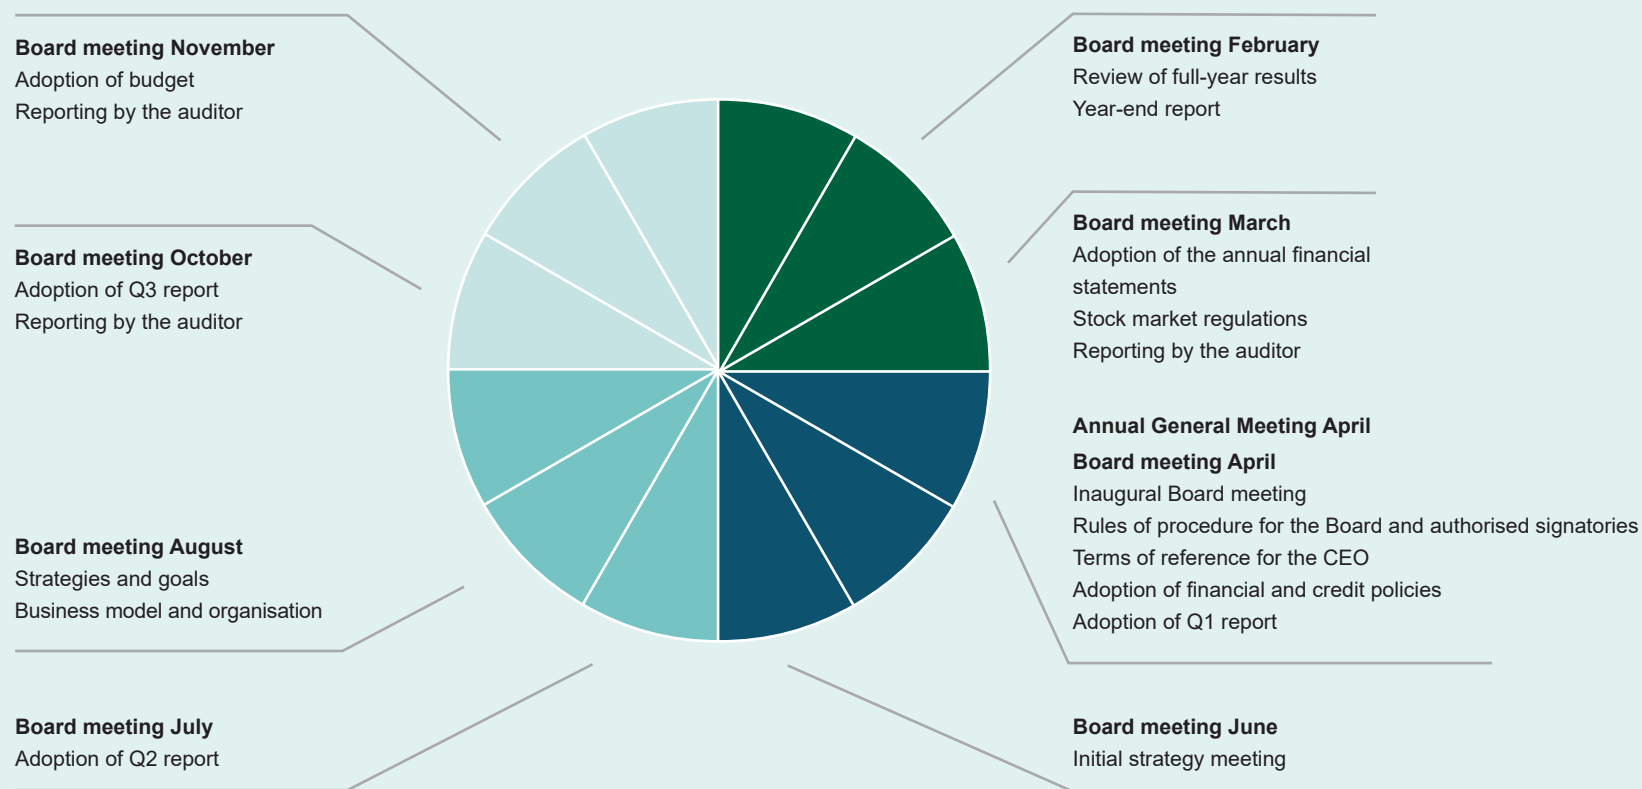 Board meeting November
Adoption of budget
Reporting by the auditor
Board meeting October
Adoption of Q3 report
Reporting by the auditor
Board meeting August
Strategies and goals
Business model and organisation
Board meeting July
Adoption of Q2 report
Board meeting February
Review of full-year results
Year-end report
Board meeting March
Adoption of the annual financial
statements
Stock market regulations
Reporting by the auditor
Annual General Meeting April
Board meeting April
Inaugural Board meeting
Rules of procedure for the Board and authorised signatories
Terms of reference for the CEO
Adoption of financial and credit policies
Adoption of Q1 report
Board meeting June
Initial strategy meeting